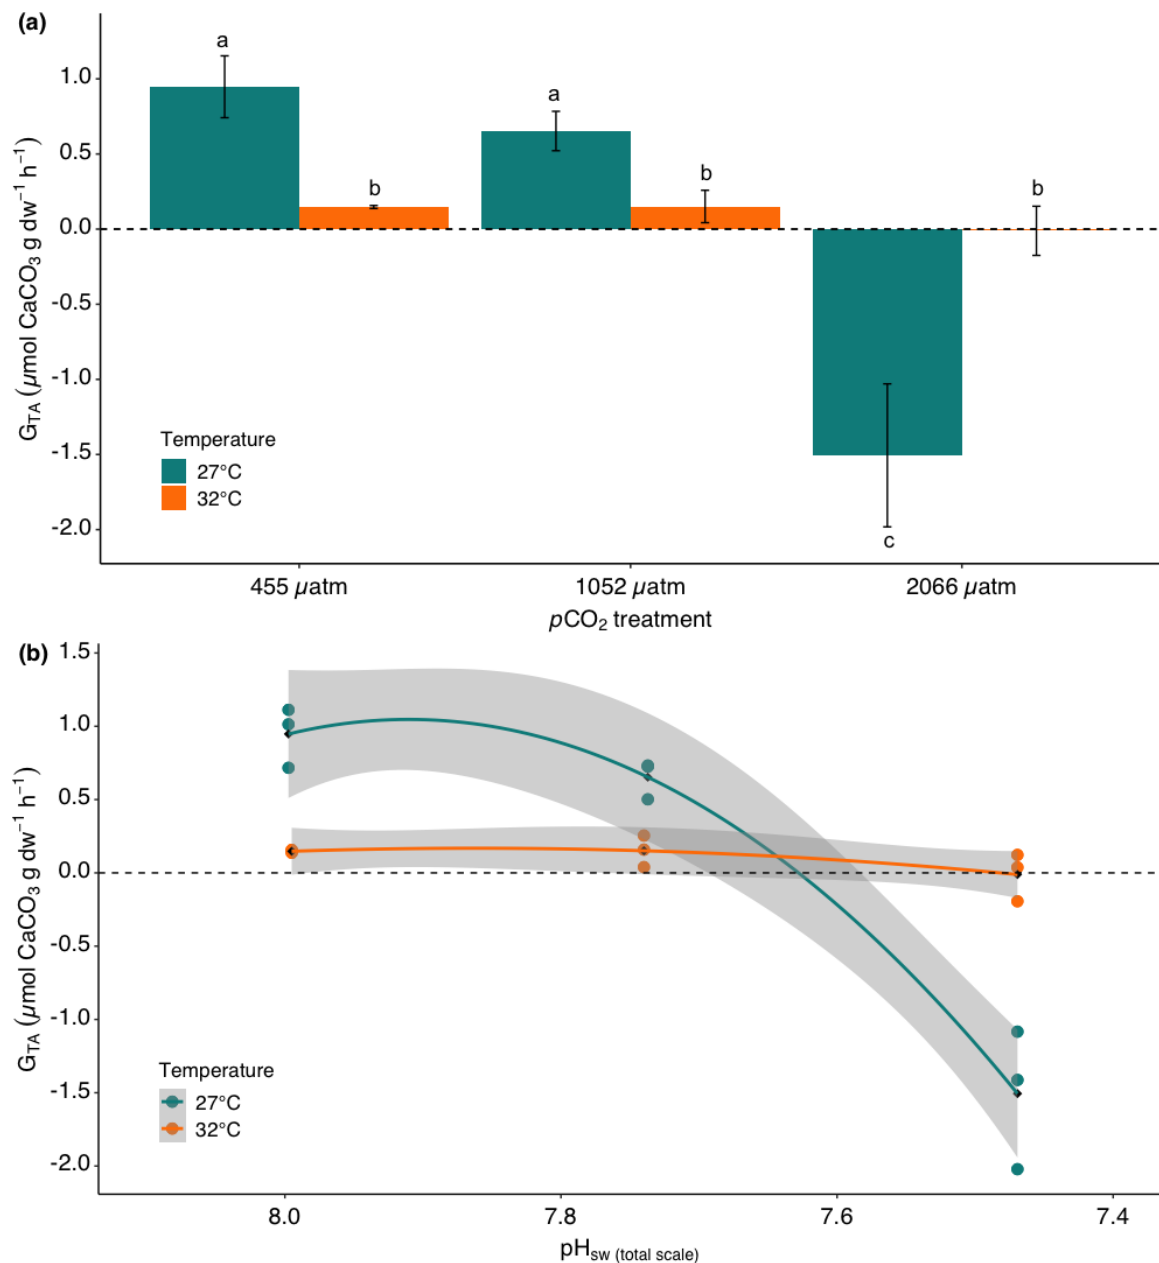 (a)
a
a
1.0
0.5
b
b
b
0.0
-0.5
-1.0
-1.5
-2.0
c
G_TA (µmol CaCO₃ g dw⁻¹ h⁻¹)
Temperature
27°C
32°C
455 µatm 1052 µatm 2066 µatm
pCO₂ treatment
(b)
1.5
1.0
0.5
0.0
-0.5
-1.0
-1.5
-2.0
G_TA (µmol CaCO₃ g dw⁻¹ h⁻¹)
Temperature
27°C
32°C
8.0 7.8 7.6 7.4
pH_sw (total scale)